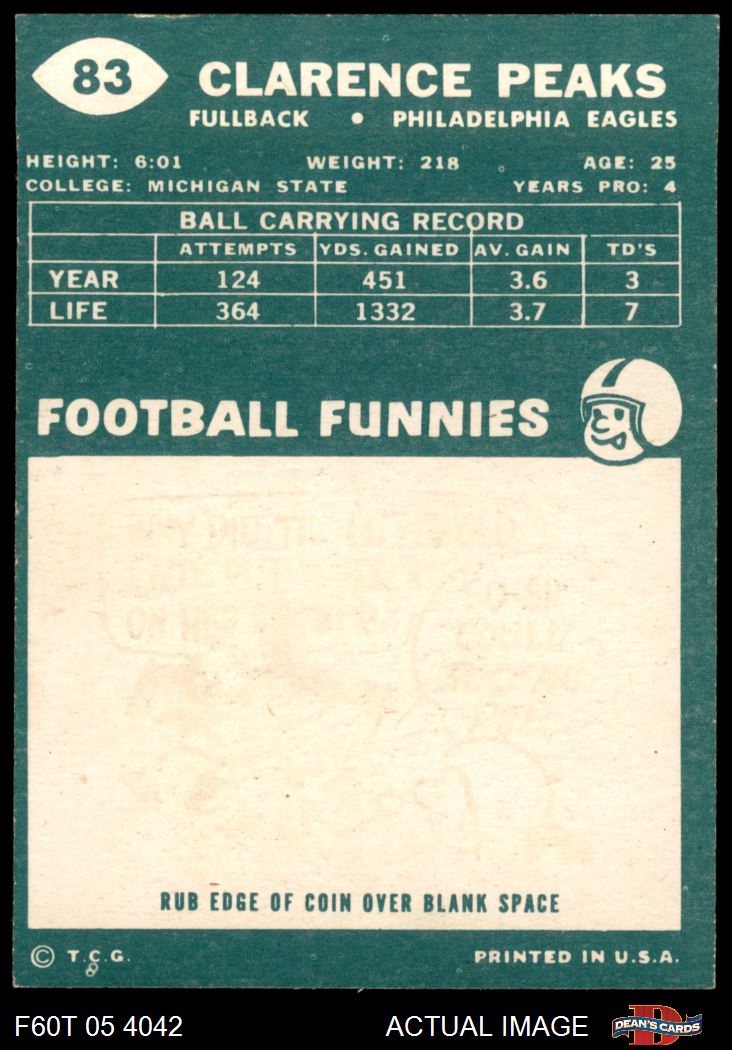 83 CLARENCE PEAKS
FULLBACK • PHILADELPHIA EAGLES
HEIGHT: 6:01 WEIGHT: 218 AGE: 25
COLLEGE: MICHIGAN STATE YEARS PRO: 4
BALL CARRYING RECORD
ATTEMPTS YDS. GAINED AV. GAIN TD'S
YEAR 124 451 3.6 3
LIFE 364 1332 3.7 7
FOOTBALL FUNNIES
RUB EDGE OF COIN OVER BLANK SPACE
© T.C.G. PRINTED IN U.S.A.
F60T 05 4042 ACTUAL IMAGE DEAN'S CARDS